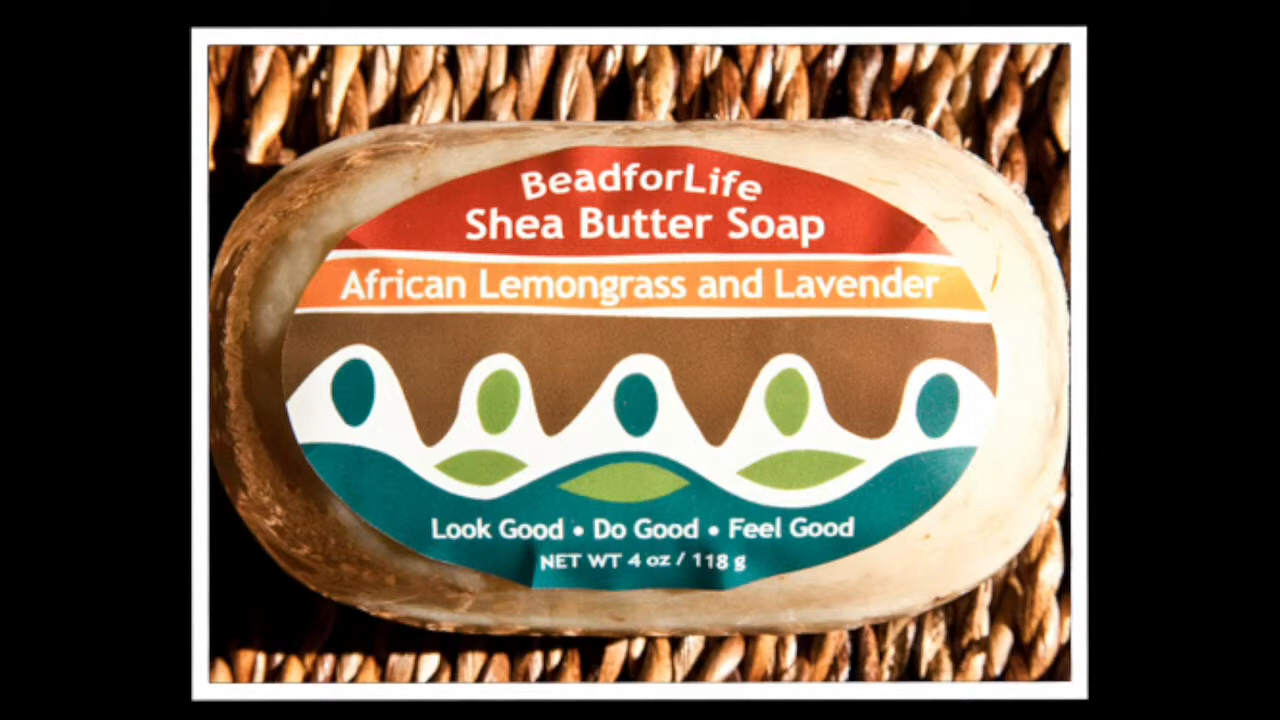 BeadforLife
Shea Butter Soap
African Lemongrass and Lavender
Look Good • Do Good • Feel Good
NET WT 4 oz / 118 g